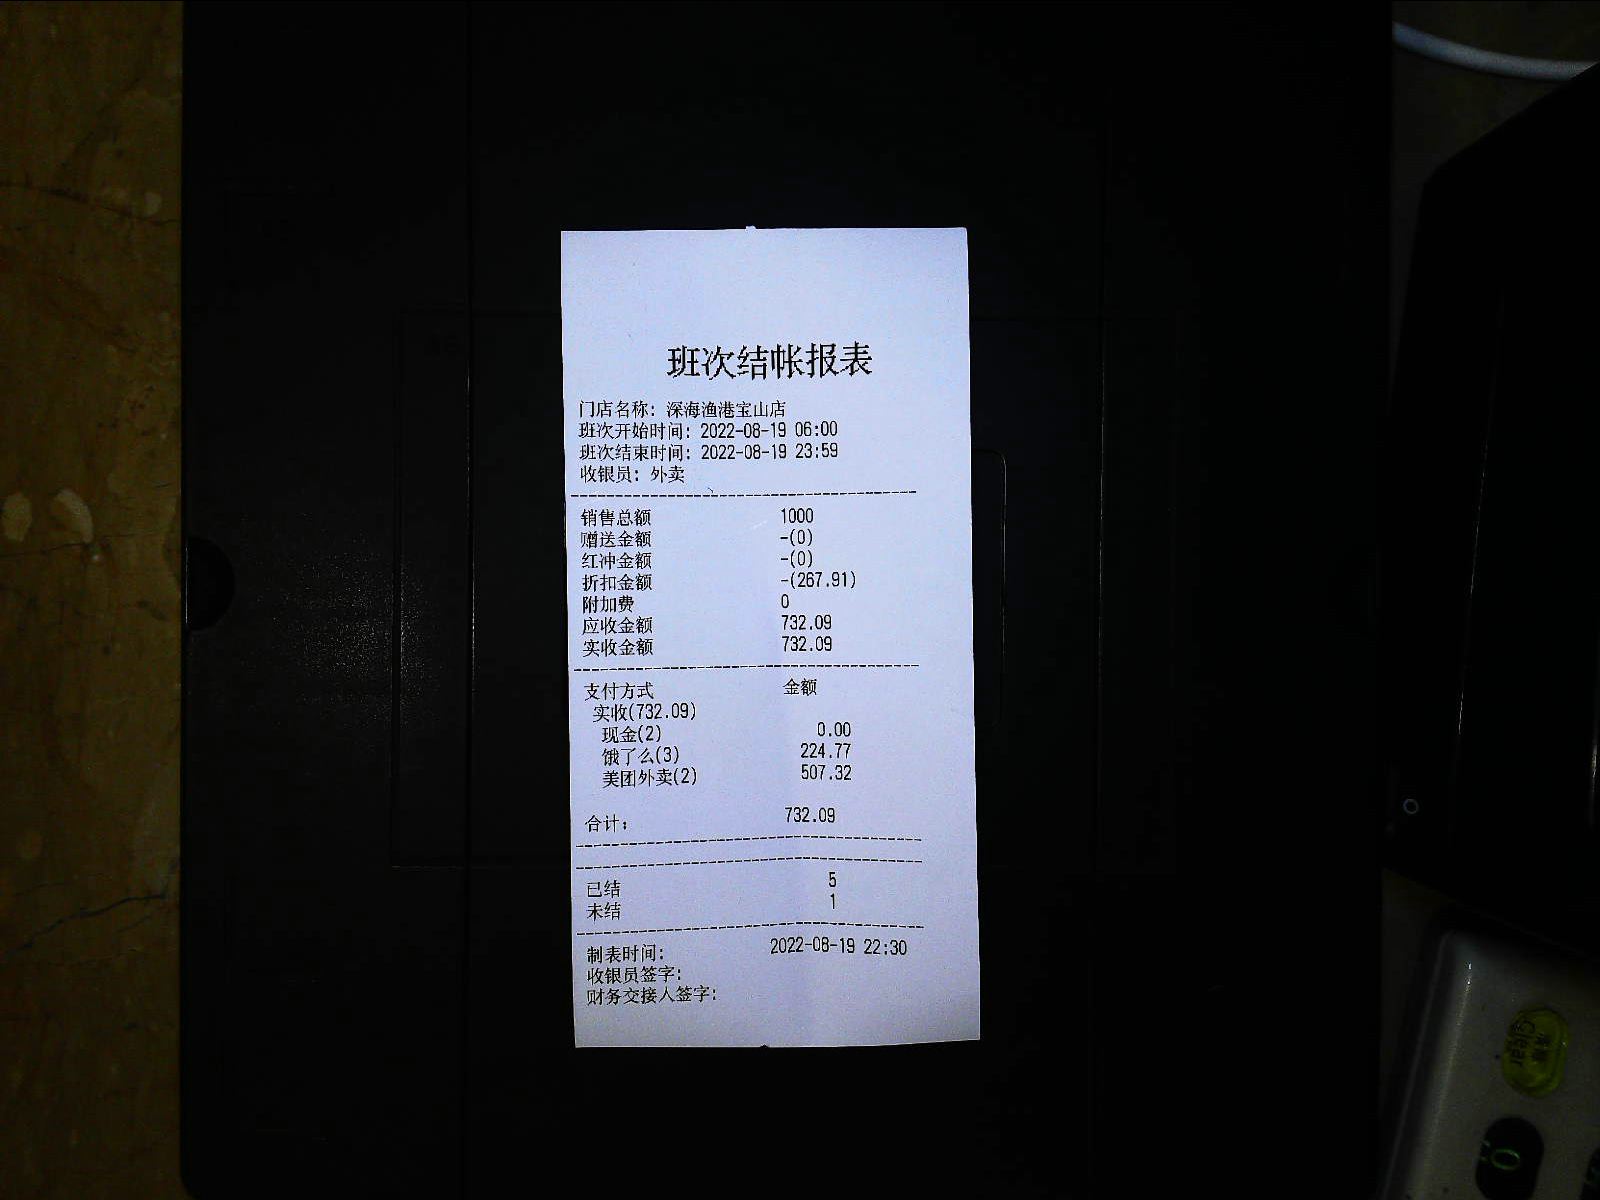 班次结帐报表
门店名称: 深海渔港宝山店
班次开始时间: 2022-08-19 06:00
班次结束时间: 2022-08-19 23:59
收银员: 外卖
销售总额 1000
赠送金额 -(0)
红冲金额 -(0)
折扣金额 -(267.91)
附加费 0
应收金额 732.09
实收金额 732.09
支付方式 金额
实收(732.09)
现金(2) 0.00
饿了么(3) 224.77
美团外卖(2) 507.32
合计: 732.09
已结 5
未结 1
制表时间: 2022-08-19 22:30
收银员签字:
财务交接人签字:
Clear
0